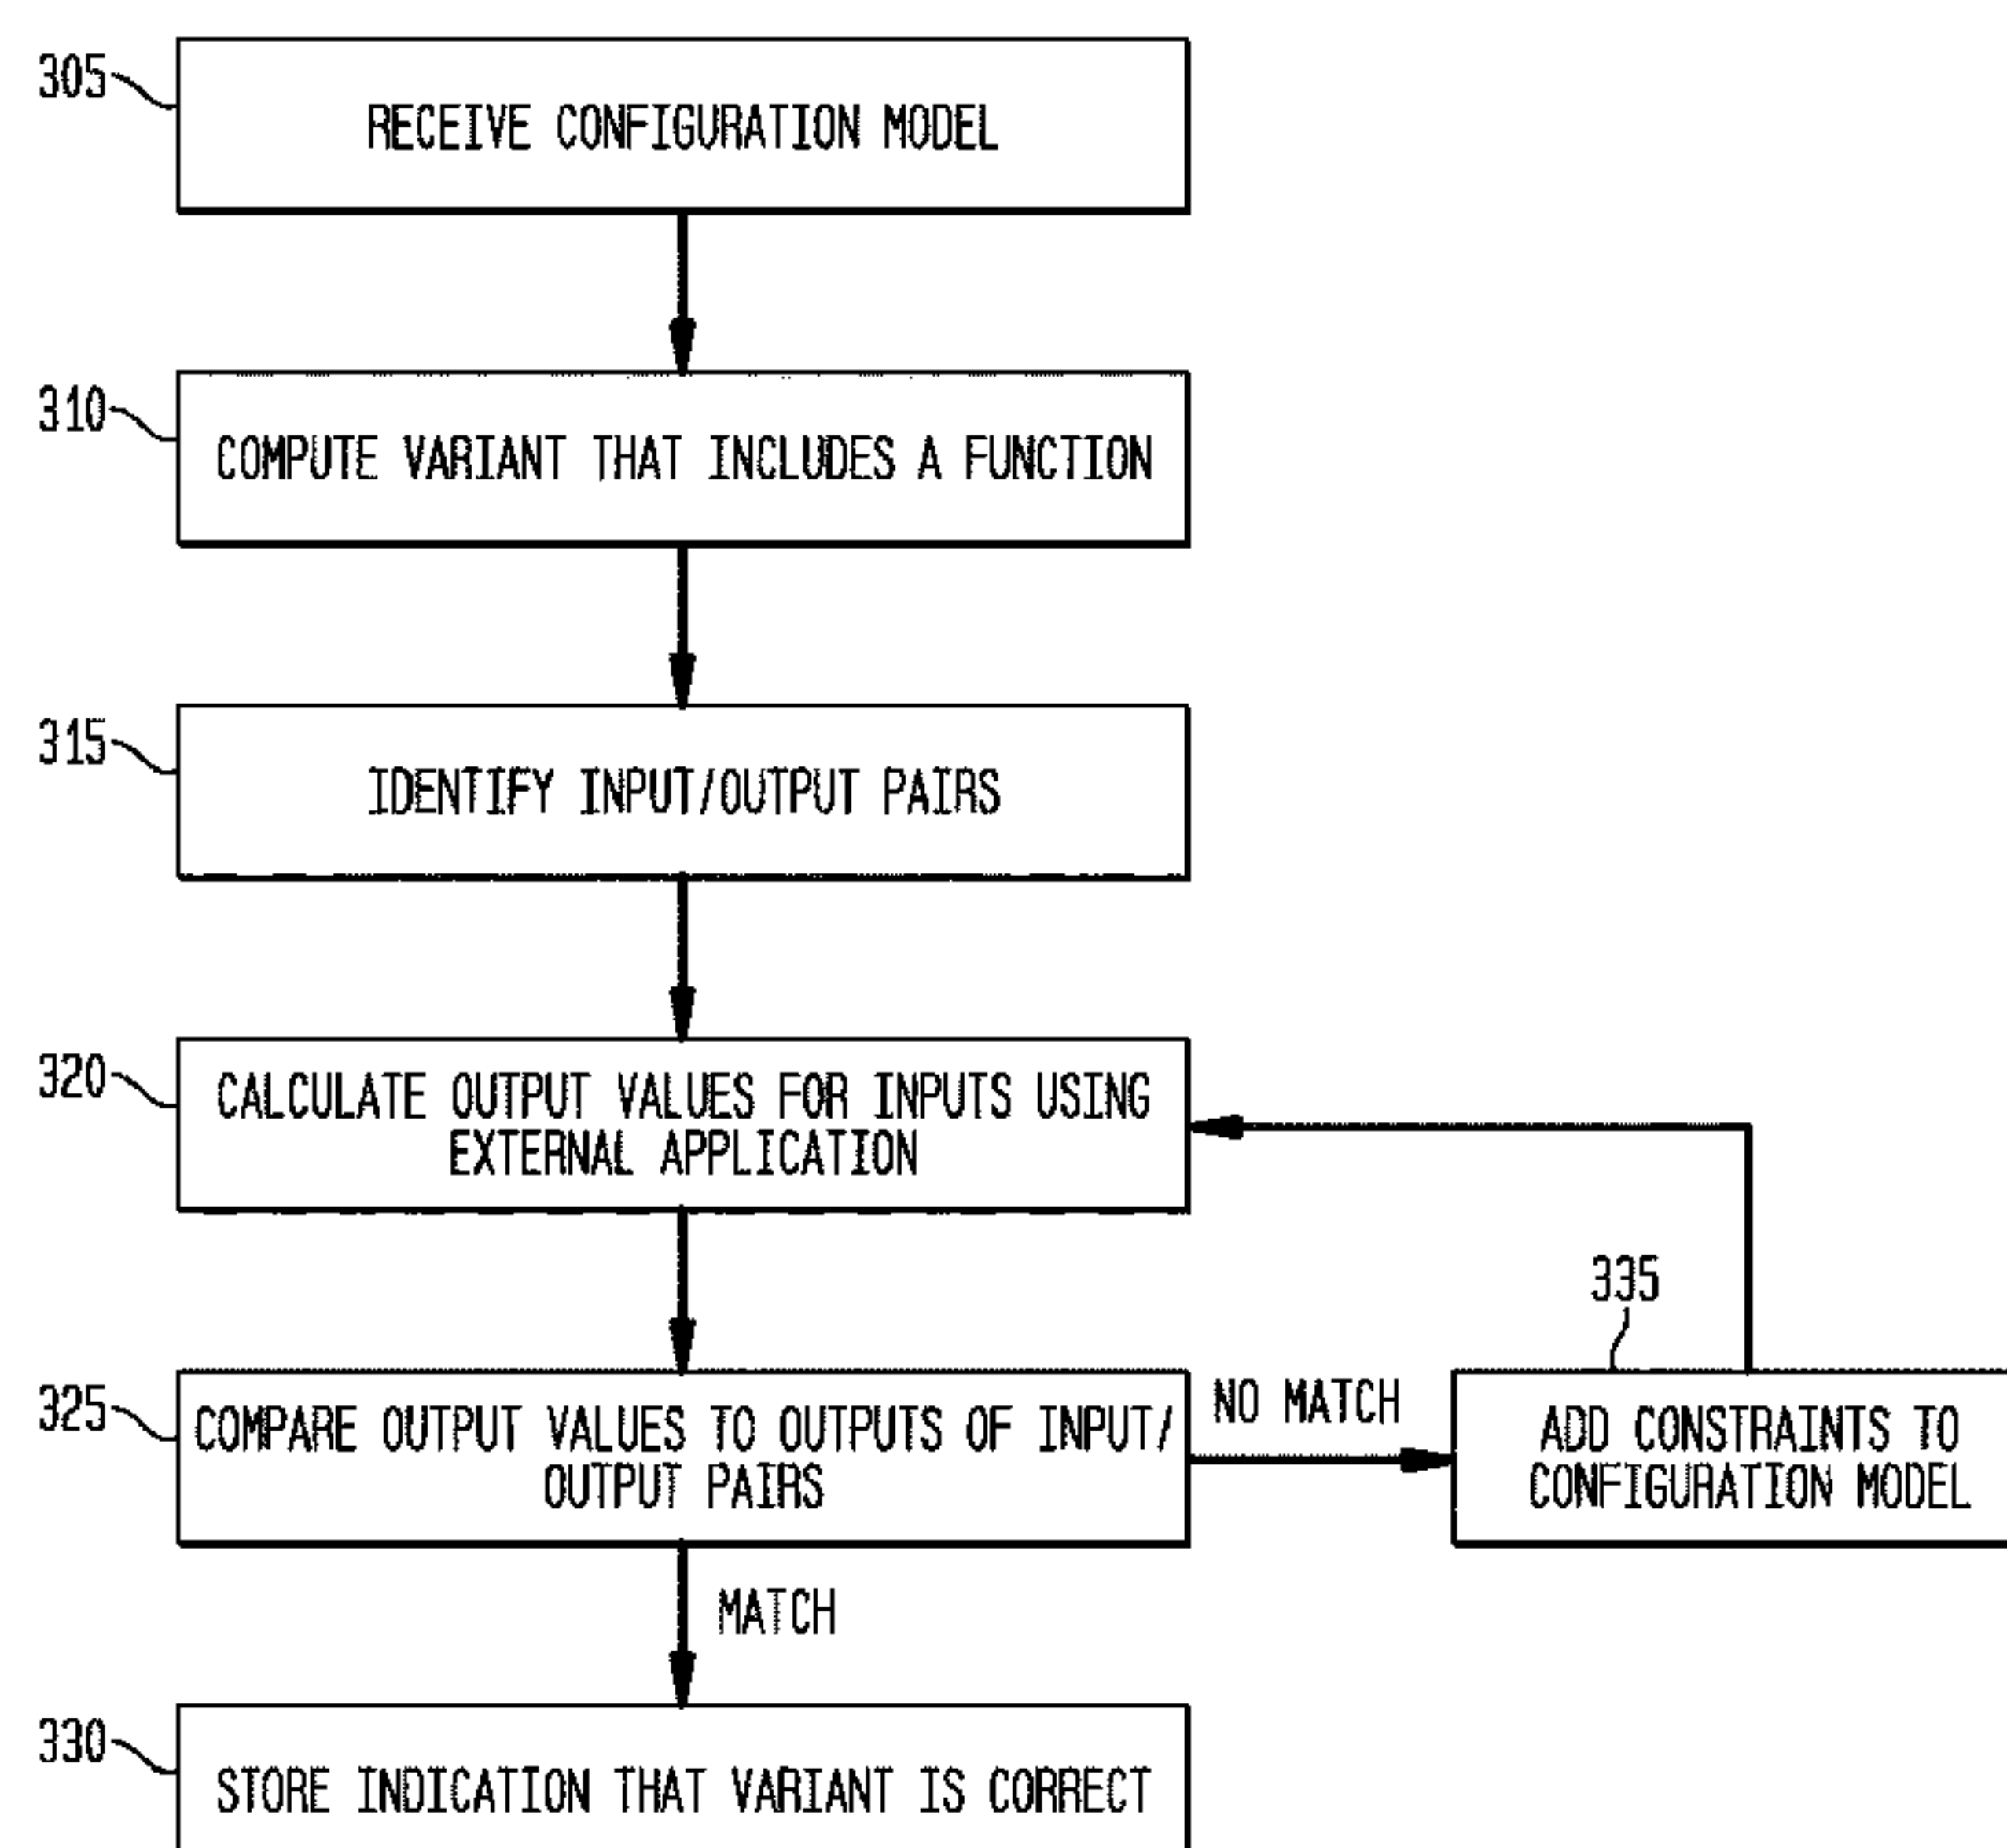 305
RECEIVE CONFIGURATION MODEL
310
COMPUTE VARIANT THAT INCLUDES A FUNCTION
315
IDENTIFY INPUT/OUTPUT PAIRS
320
CALCULATE OUTPUT VALUES FOR INPUTS USING
EXTERNAL APPLICATION
325
COMPARE OUTPUT VALUES TO OUTPUTS OF INPUT/
OUTPUT PAIRS
NO MATCH
335
ADD CONSTRAINTS TO
CONFIGURATION MODEL
MATCH
330
STORE INDICATION THAT VARIANT IS CORRECT